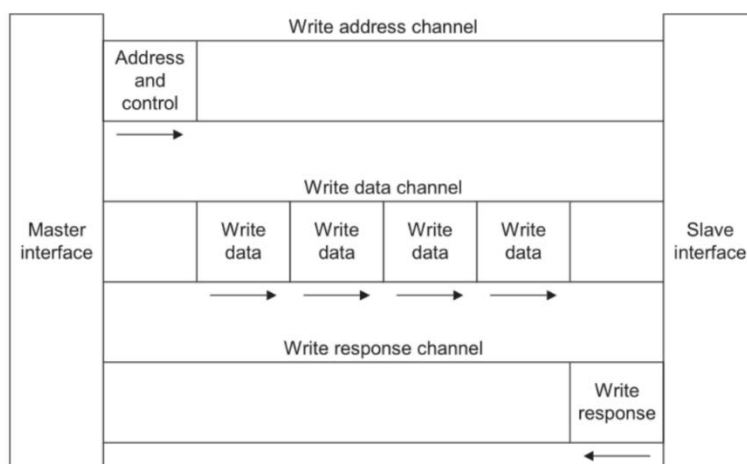 Write address channel
Address
and
control
Write data channel
Master
interface
Write
data
Write
data
Write
data
Write
data
Slave
interface
Write response channel
Write
response